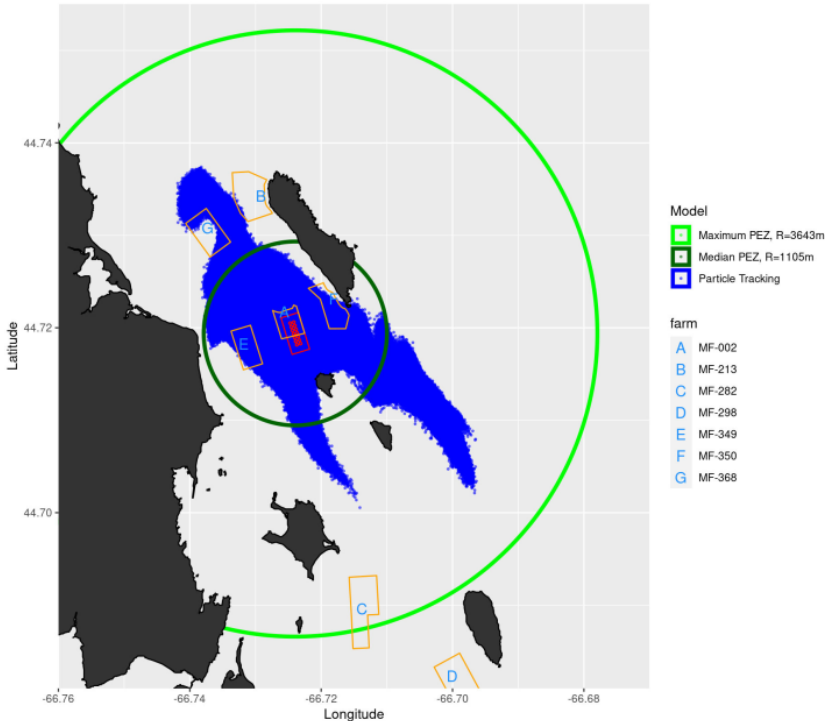 44.74
44.72
44.70
Latitude
-66.76
-66.74
-66.72
-66.70
-66.68
Longitude
B
G
A
F
E
C
D
Model
Maximum PEZ, R=3643m
Median PEZ, R=1105m
Particle Tracking
farm
A MF-002
B MF-213
C MF-282
D MF-298
E MF-349
F MF-350
G MF-368